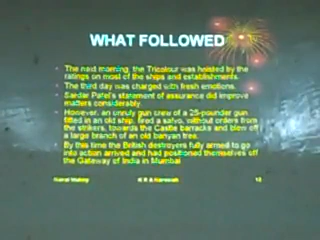 WHAT FOLLOWED
The next morning, the Tricolour was hoisted by the
ratings on most of the ships and establishments.
The third day was charged with fresh emotions.
Sardar Patel's statement of assurance did improve
matters considerably.
However, an unruly gun crew of a 25-pounder gun
fitted in an old ship, fired a salvo, without orders from
the strikers, towards the Castle barracks and blew off
a large branch of an old banyan tree.
By this time the British destroyers fully armed to go
into action arrived and had positioned themselves off
the Gateway of India in Mumbai
Naval Mutiny